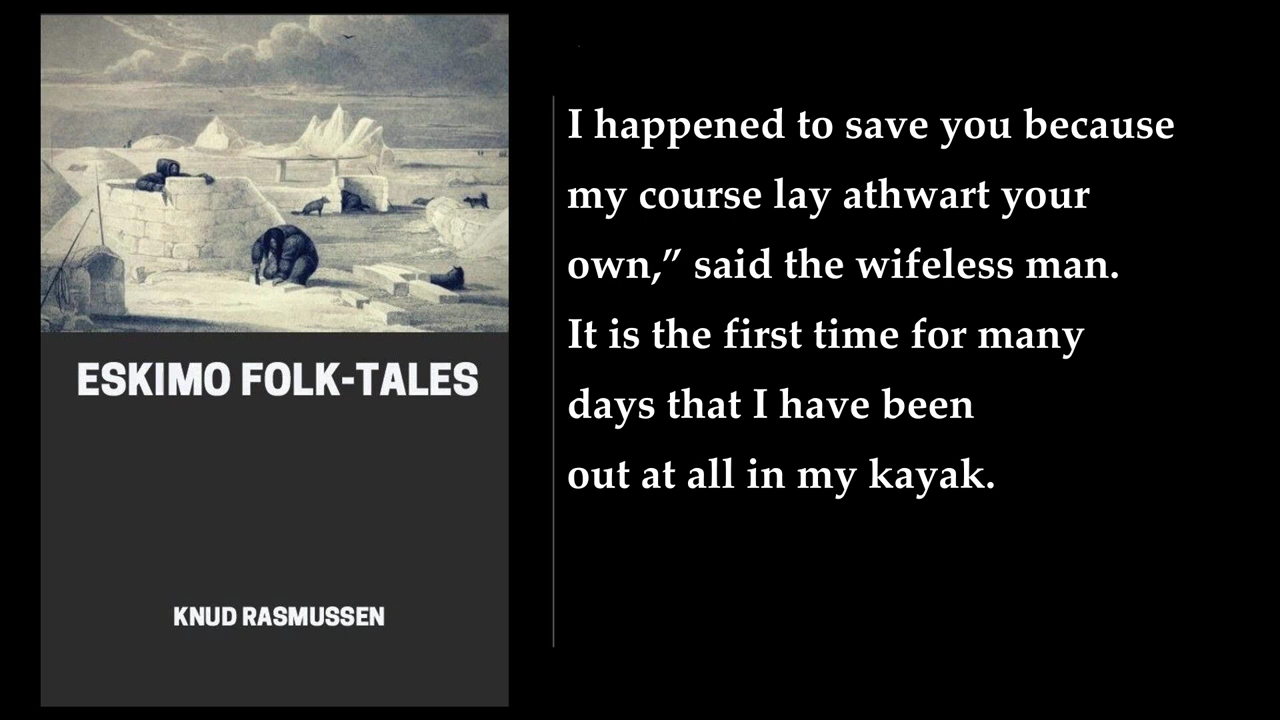 ESKIMO FOLK-TALES
KNUD RASMUSSEN
I happened to save you because
my course lay athwart your
own,” said the wifeless man.
It is the first time for many
days that I have been
out at all in my kayak.